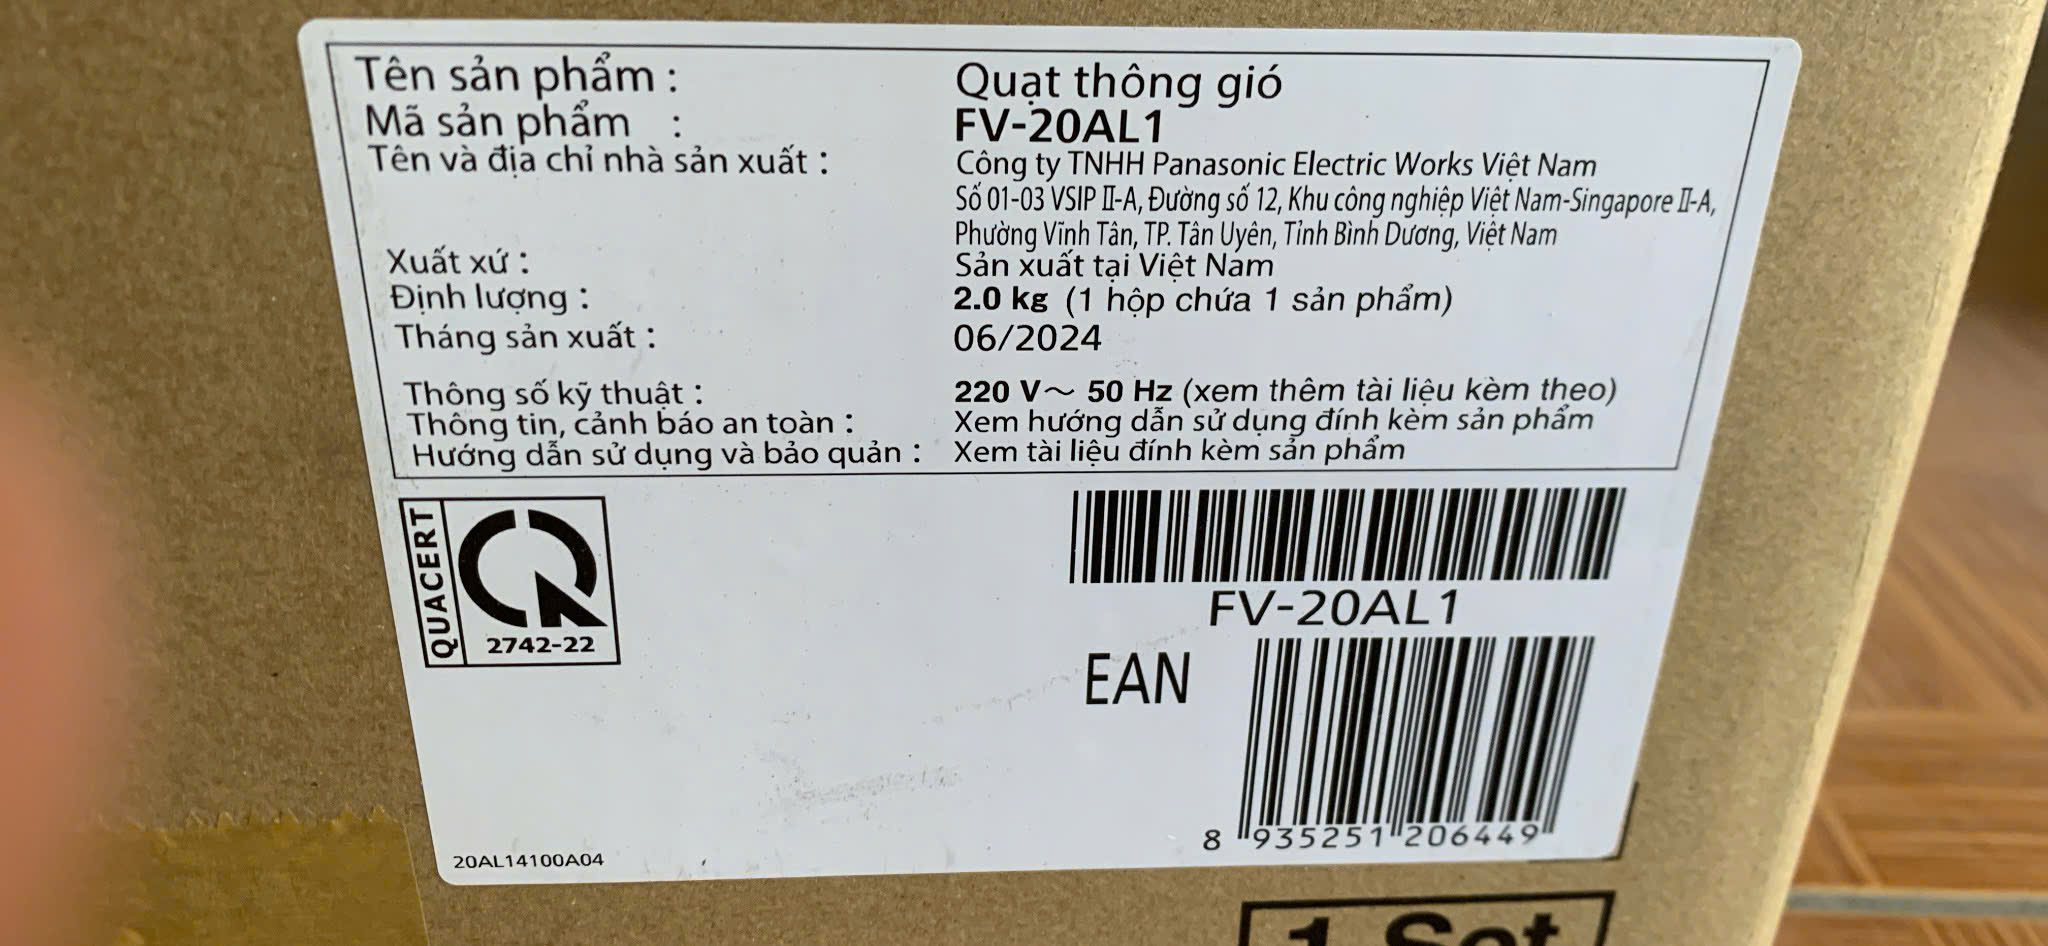 Tên sản phẩm : Quạt thông gió
Mã sản phẩm : FV-20AL1
Tên và địa chỉ nhà sản xuất : Công ty TNHH Panasonic Electric Works Việt Nam
Số 01-03 VSIP II-A, Đường số 12, Khu công nghiệp Việt Nam-Singapore II-A,
Phường Vĩnh Tân, TP. Tân Uyên, Tỉnh Bình Dương, Việt Nam
Xuất xứ : Sản xuất tại Việt Nam
Định lượng : 2.0 kg (1 hộp chứa 1 sản phẩm)
Tháng sản xuất : 06/2024
Thông số kỹ thuật : 220 V~ 50 Hz (xem thêm tài liệu kèm theo)
Thông tin, cảnh báo an toàn : Xem hướng dẫn sử dụng đính kèm sản phẩm
Hướng dẫn sử dụng và bảo quản : Xem tài liệu đính kèm sản phẩm
QUACERT
2742-22
FV-20AL1
EAN
8 935251 206449
20AL14100A04
1 Set